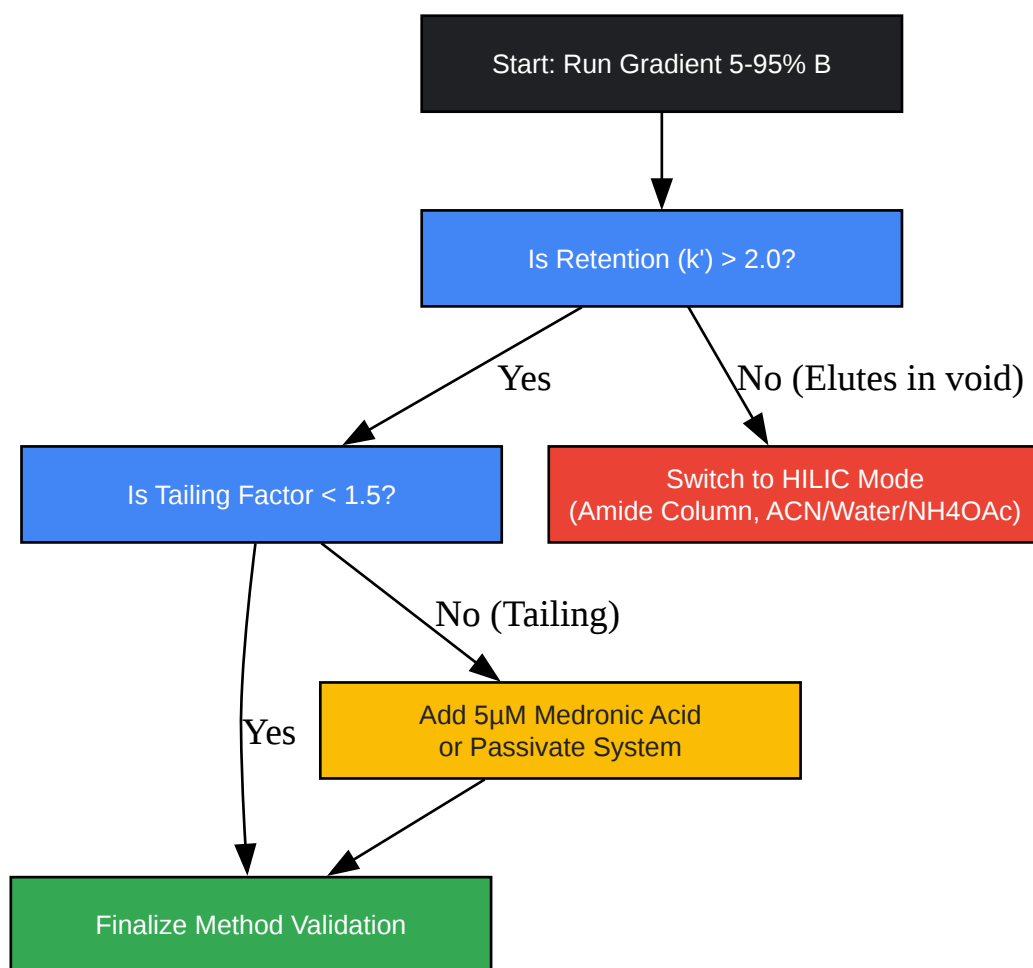 Start: Run Gradient 5-95% B
Is Retention (k') > 2.0?
Yes
No (Elutes in void)
Is Tailing Factor < 1.5?
Switch to HILIC Mode
(Amide Column, ACN/Water/NH4OAc)
No (Tailing)
Yes
Add 5µM Medronic Acid
or Passivate System
Finalize Method Validation